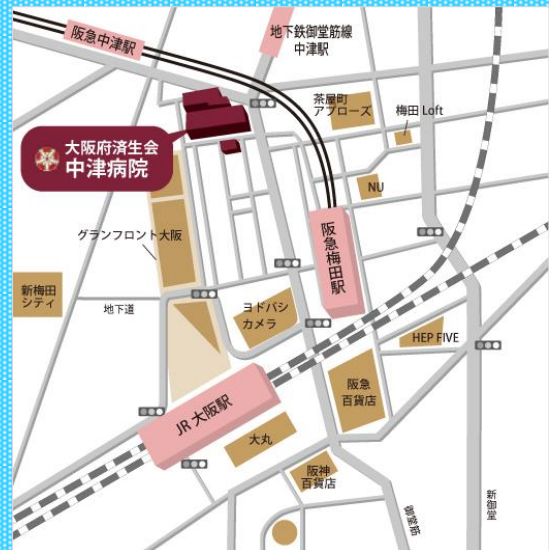 阪急中津駅
地下鉄御堂筋線
中津駅
茶屋町
アプローズ
梅田 Loft
大阪府済生会
中津病院
NU
阪急梅田駅
グランフロント大阪
新梅田
シティ
地下道
ヨドバシ
カメラ
HEP FIVE
JR 大阪駅
阪急
百貨店
大丸
阪神
百貨店
御堂筋
新御堂